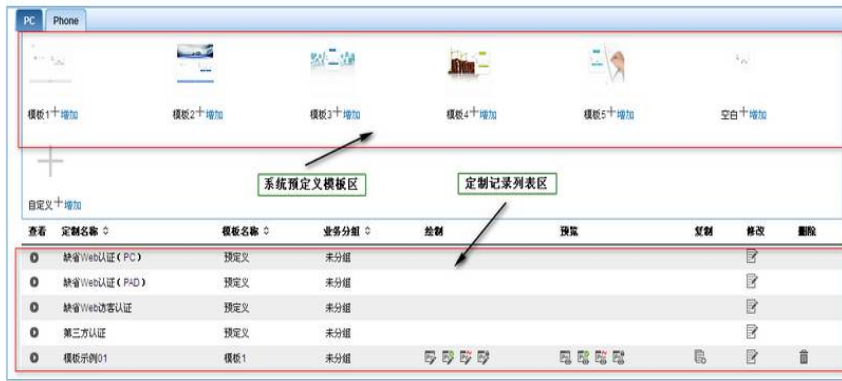 PC Phone
模板1 增加 模板2 增加 模板3 增加 模板4 增加 模板5 增加 空白 增加
系统预定义模板区 定制记录列表区
自定义 增加
查看 定制名称 模板名称 业务分组 绘制 预览 复制 修改 删除
缺省Web认证(PC) 预定义 未分组
缺省Web认证(PAD) 预定义 未分组
缺省Web访客认证 预定义 未分组
第三方认证 预定义 未分组
模板示例01 模板1 未分组